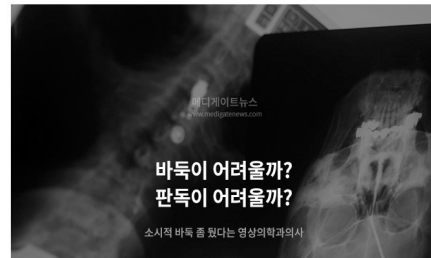 메디게이트뉴스
www.medigatenews.com
바둑이 어려울까?
판독이 어려울까?
소시적 바둑 좀 뒀다는 영상의학과의사